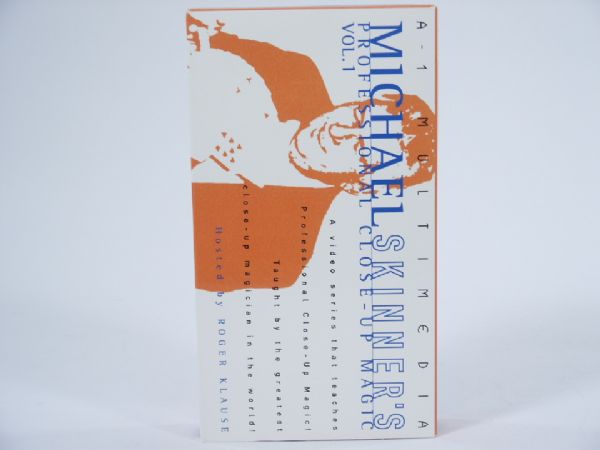 A-1 MULTIMEDIA
MICHAEL SKINNER'S
PROFESSIONAL CLOSE-UP MAGIC
VOL.1
A video series that teaches
Professional Close-Up Magic!
Taught by the greatest
close-up magician in the world!
Hosted by ROGER KLAUSE